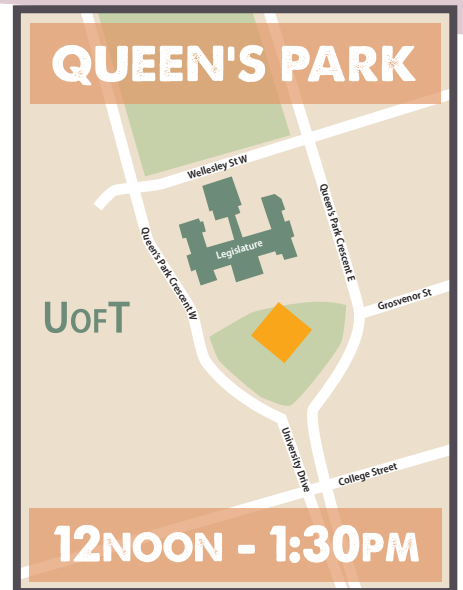 QUEEN'S PARK
Wellesley St W
Queen's Park Crescent E
Legislature
Queen's Park Crescent W
Grosvenor St
UOFT
University Drive
College Street
12NOON - 1:30PM